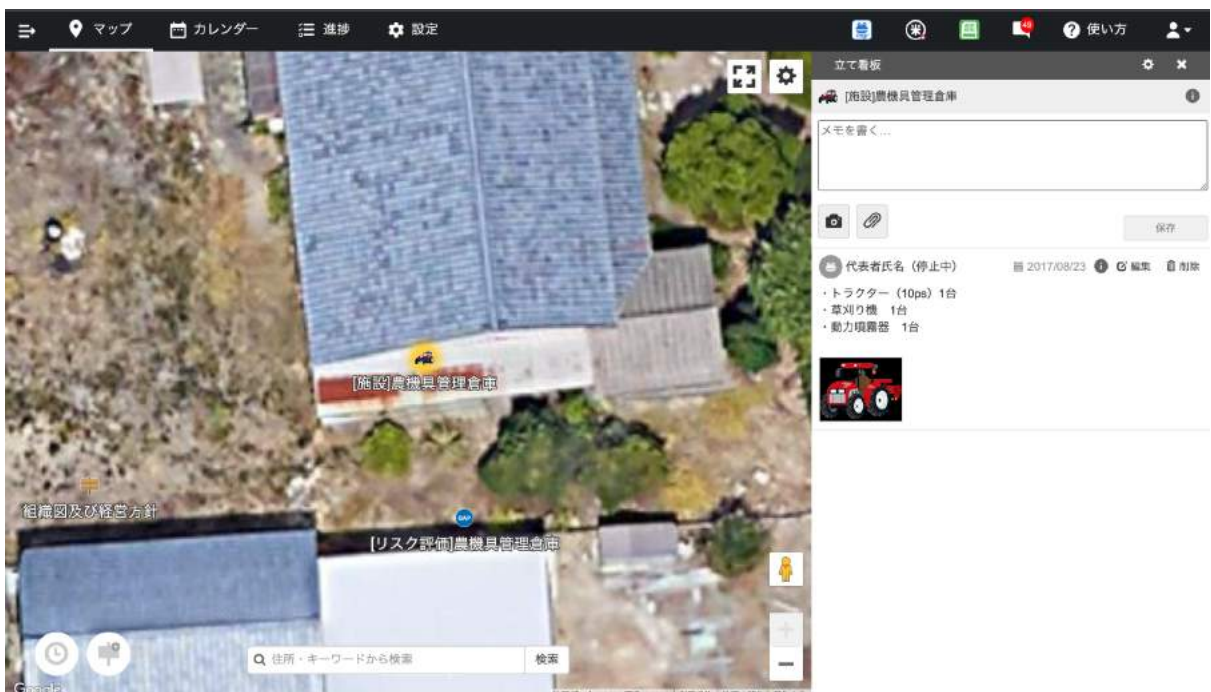 マップ
カレンダー
進捗
設定
49
使い方
立て看板
[施設]農機具管理倉庫
メモを書く...
保存
代表者氏名（停止中）
2017/08/23
編集
削除
・トラクター（10ps）1台
・草刈り機　1台
・動力噴霧器　1台
[施設]農機具管理倉庫
組織図及び経営方針
GAP
[リスク評価]農機具管理倉庫
住所・キーワードから検索
検索
Google